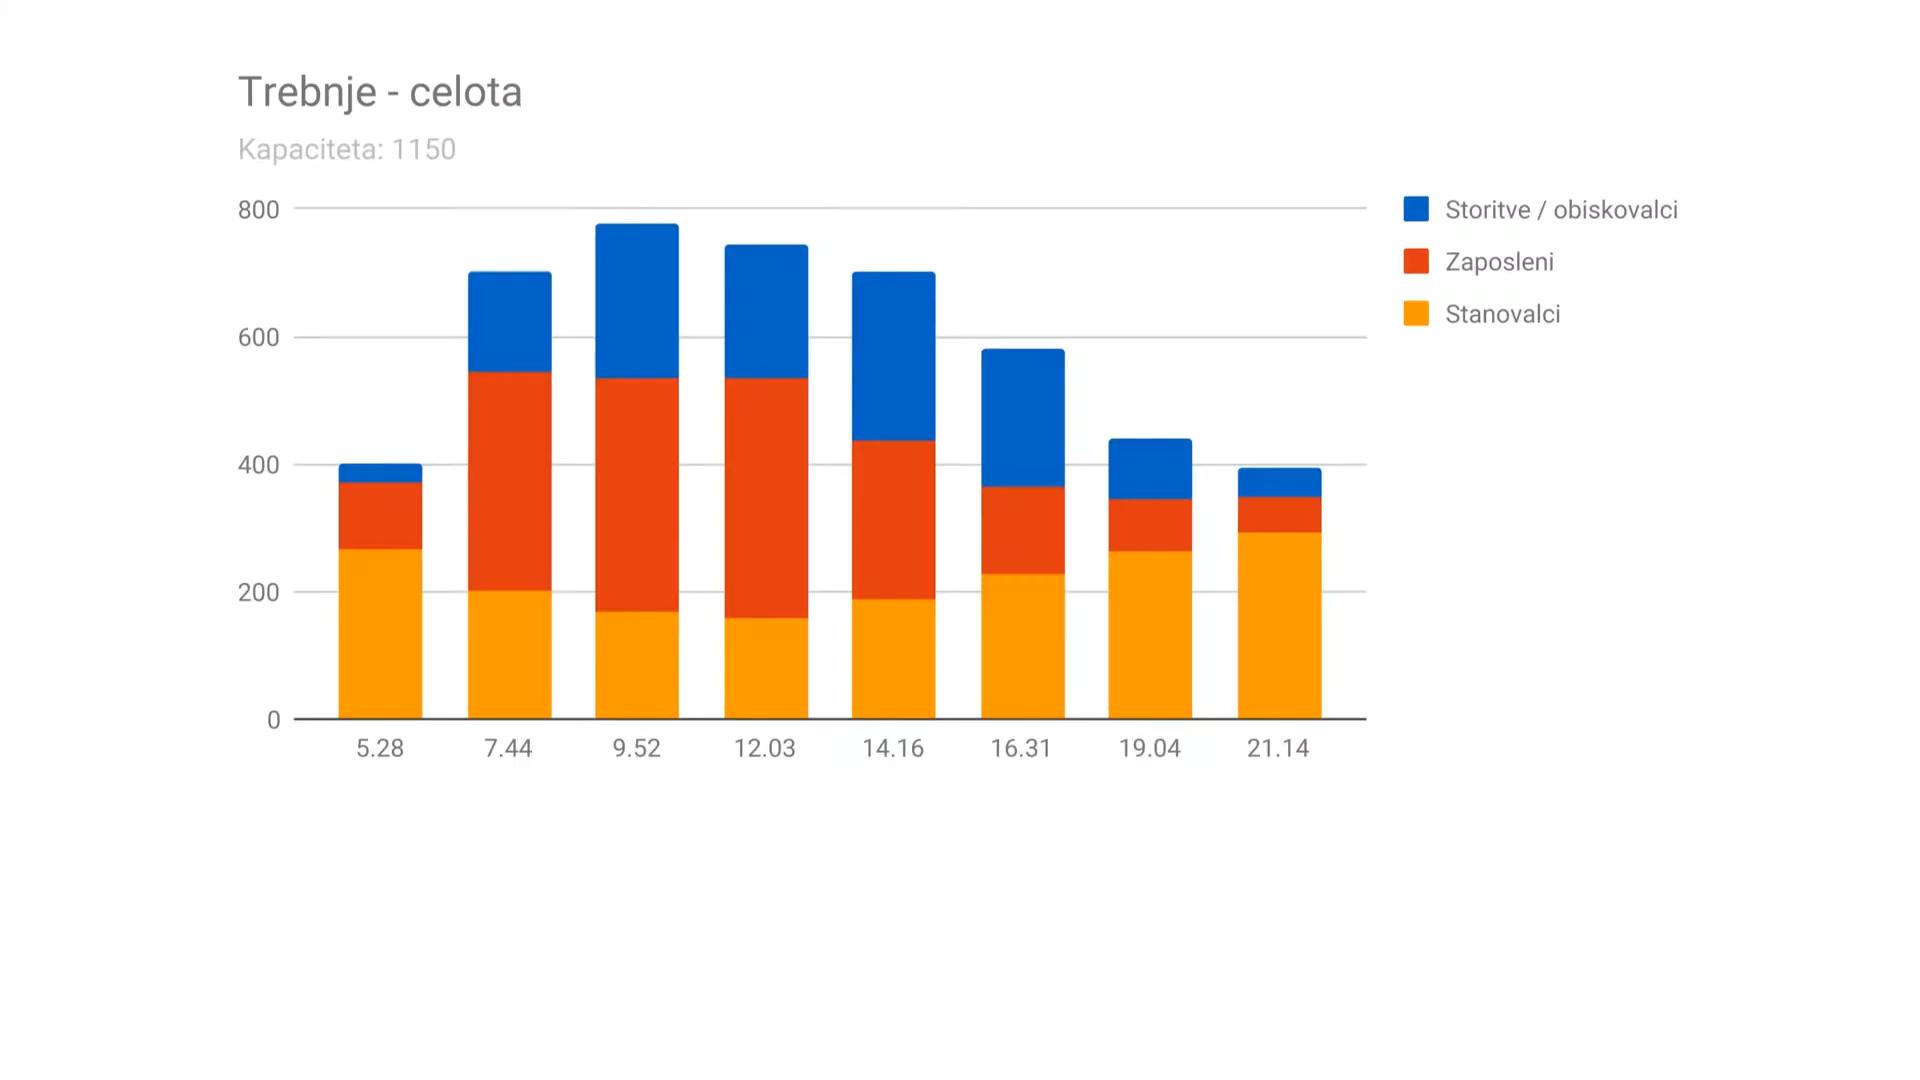 Trebnje - celota
Kapaciteta: 1150
800
600
400
200
0
5.28 7.44 9.52 12.03 14.16 16.31 19.04 21.14
Storitve / obiskovalci
Zaposleni
Stanovalci